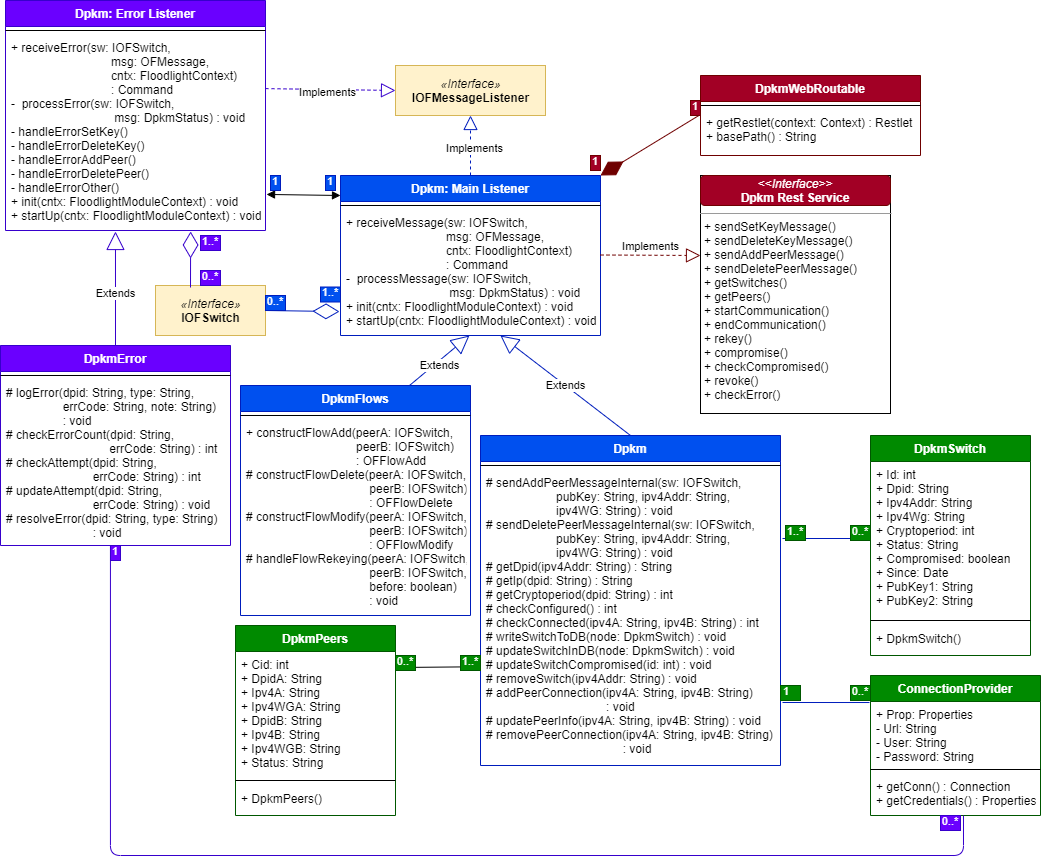 Dpkm: Error Listener
+ receiveError(sw: IOFSwitch,
msg: OFMessage,
cntx: FloodlightContext)
: Command
- processError(sw: IOFSwitch,
msg: DpkmStatus) : void
- handleErrorSetKey()
- handleErrorDeleteKey()
- handleErrorAddPeer()
- handleErrorDeletePeer()
- handleErrorOther()
+ init(cntx: FloodlightModuleContext) : void
+ startUp(cntx: FloodlightModuleContext) : void
Implements
«Interface»
IOFMessageListener
Implements
DpkmWebRoutable
+ getRestlet(context: Context) : Restlet
+ basePath() : String
1
1
1
1
Dpkm: Main Listener
+ receiveMessage(sw: IOFSwitch,
msg: OFMessage,
cntx: FloodlightContext)
: Command
- processMessage(sw: IOFSwitch,
msg: DpkmStatus) : void
+ init(cntx: FloodlightModuleContext) : void
+ startUp(cntx: FloodlightModuleContext) : void
Implements
<<Interface>>
Dpkm Rest Service
+ sendSetKeyMessage()
+ sendDeleteKeyMessage()
+ sendAddPeerMessage()
+ sendDeletePeerMessage()
+ getSwitches()
+ getPeers()
+ startCommunication()
+ endCommunication()
+ rekey()
+ compromise()
+ checkCompromised()
+ revoke()
+ checkError()
1..*
0..*
«Interface»
IOFSwitch
0..*
1..*
Extends
Extends
Extends
DpkmError
# logError(dpid: String, type: String,
errCode: String, note: String)
: void
# checkErrorCount(dpid: String,
errCode: String) : int
# checkAttempt(dpid: String,
errCode: String) : int
# updateAttempt(dpid: String,
errCode: String) : void
# resolveError(dpid: String, type: String)
: void
1
DpkmFlows
+ constructFlowAdd(peerA: IOFSwitch,
peerB: IOFSwitch)
: OFFlowAdd
# constructFlowDelete(peerA: IOFSwitch,
peerB: IOFSwitch)
: OFFlowDelete
# constructFlowModify(peerA: IOFSwitch,
peerB: IOFSwitch)
: OFFlowModify
# handleFlowRekeying(peerA: IOFSwitch,
peerB: IOFSwitch,
before: boolean)
: void
Dpkm
# sendAddPeerMessageInternal(sw: IOFSwitch,
pubKey: String, ipv4Addr: String,
ipv4WG: String) : void
# sendDeletePeerMessageInternal(sw: IOFSwitch,
pubKey: String, ipv4Addr: String,
ipv4WG: String) : void
# getDpid(ipv4Addr: String) : String
# getIp(dpid: String) : String
# getCryptoperiod(dpid: String) : int
# checkConfigured() : int
# checkConnected(ipv4A: String, ipv4B: String) : int
# writeSwitchToDB(node: DpkmSwitch) : void
# updateSwitchInDB(node: DpkmSwitch) : void
# updateSwitchCompromised(id: int) : void
# removeSwitch(ipv4Addr: String) : void
# addPeerConnection(ipv4A: String, ipv4B: String)
: void
# updatePeerInfo(ipv4A: String, ipv4B: String) : void
# removePeerConnection(ipv4A: String, ipv4B: String)
: void
1..*
0..*
DpkmSwitch
+ Id: int
+ Dpid: String
+ Ipv4Addr: String
+ Ipv4Wg: String
+ Cryptoperiod: int
+ Status: String
+ Compromised: boolean
+ Since: Date
+ PubKey1: String
+ PubKey2: String
+ DpkmSwitch()
DpkmPeers
+ Cid: int
+ DpidA: String
+ Ipv4A: String
+ Ipv4WGA: String
+ DpidB: String
+ Ipv4B: String
+ Ipv4WGB: String
+ Status: String
+ DpkmPeers()
0..*
1..*
1
0..*
ConnectionProvider
+ Prop: Properties
- Url: String
- User: String
- Password: String
+ getConn() : Connection
+ getCredentials() : Properties
0..*